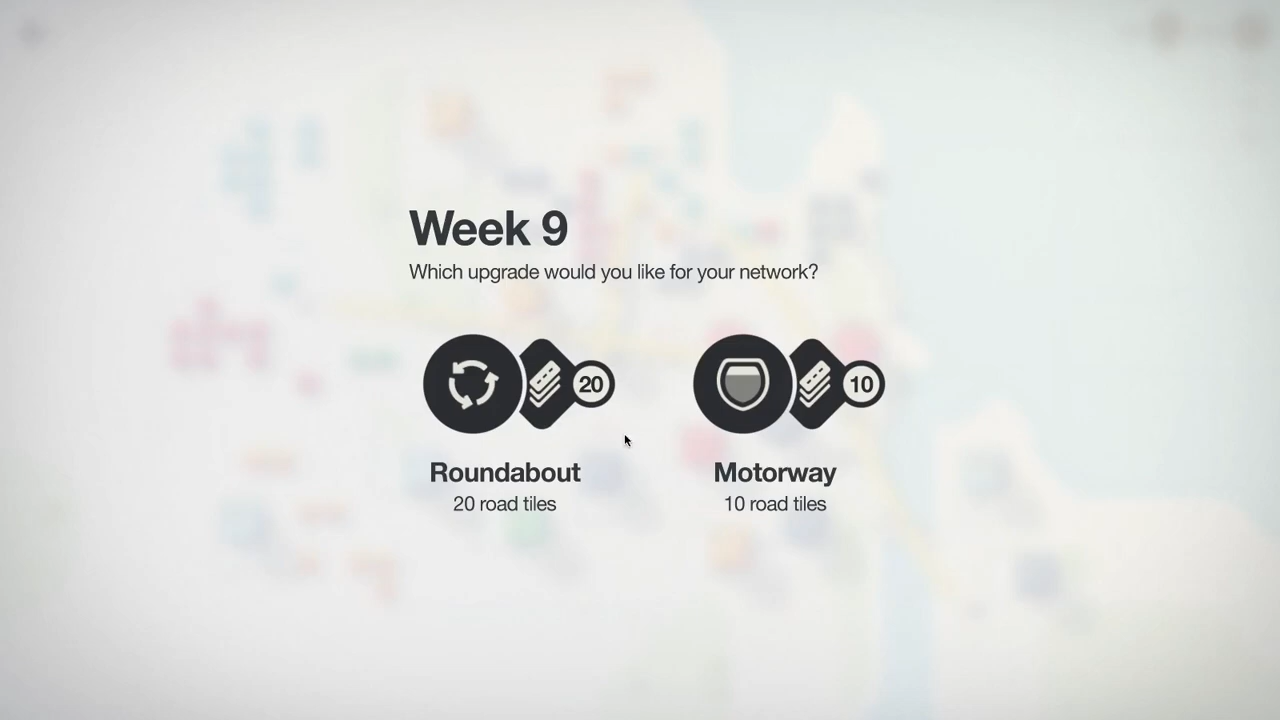 Week 9
Which upgrade would you like for your network?
20
10
Roundabout
Motorway
20 road tiles
10 road tiles